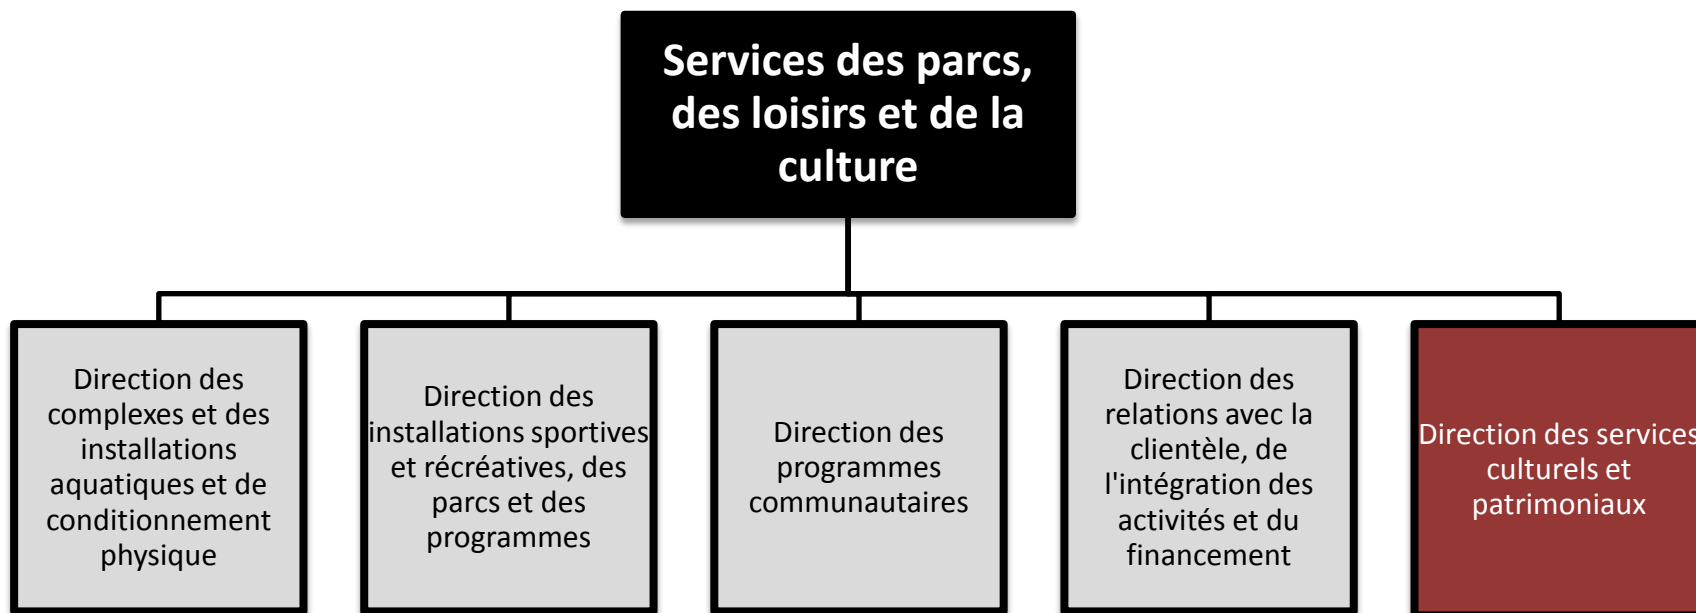 Services des parcs,
des loisirs et de la
culture
Direction des
complexes et des
installations
aquatiques et de
conditionnement
physique
Direction des
installations sportives
et récréatives, des
parcs et des
programmes
Direction des
programmes
communautaires
Direction des
relations avec la
clientèle, de
l'intégration des
activités et du
financement
Direction des services
culturels et
patrimoniaux